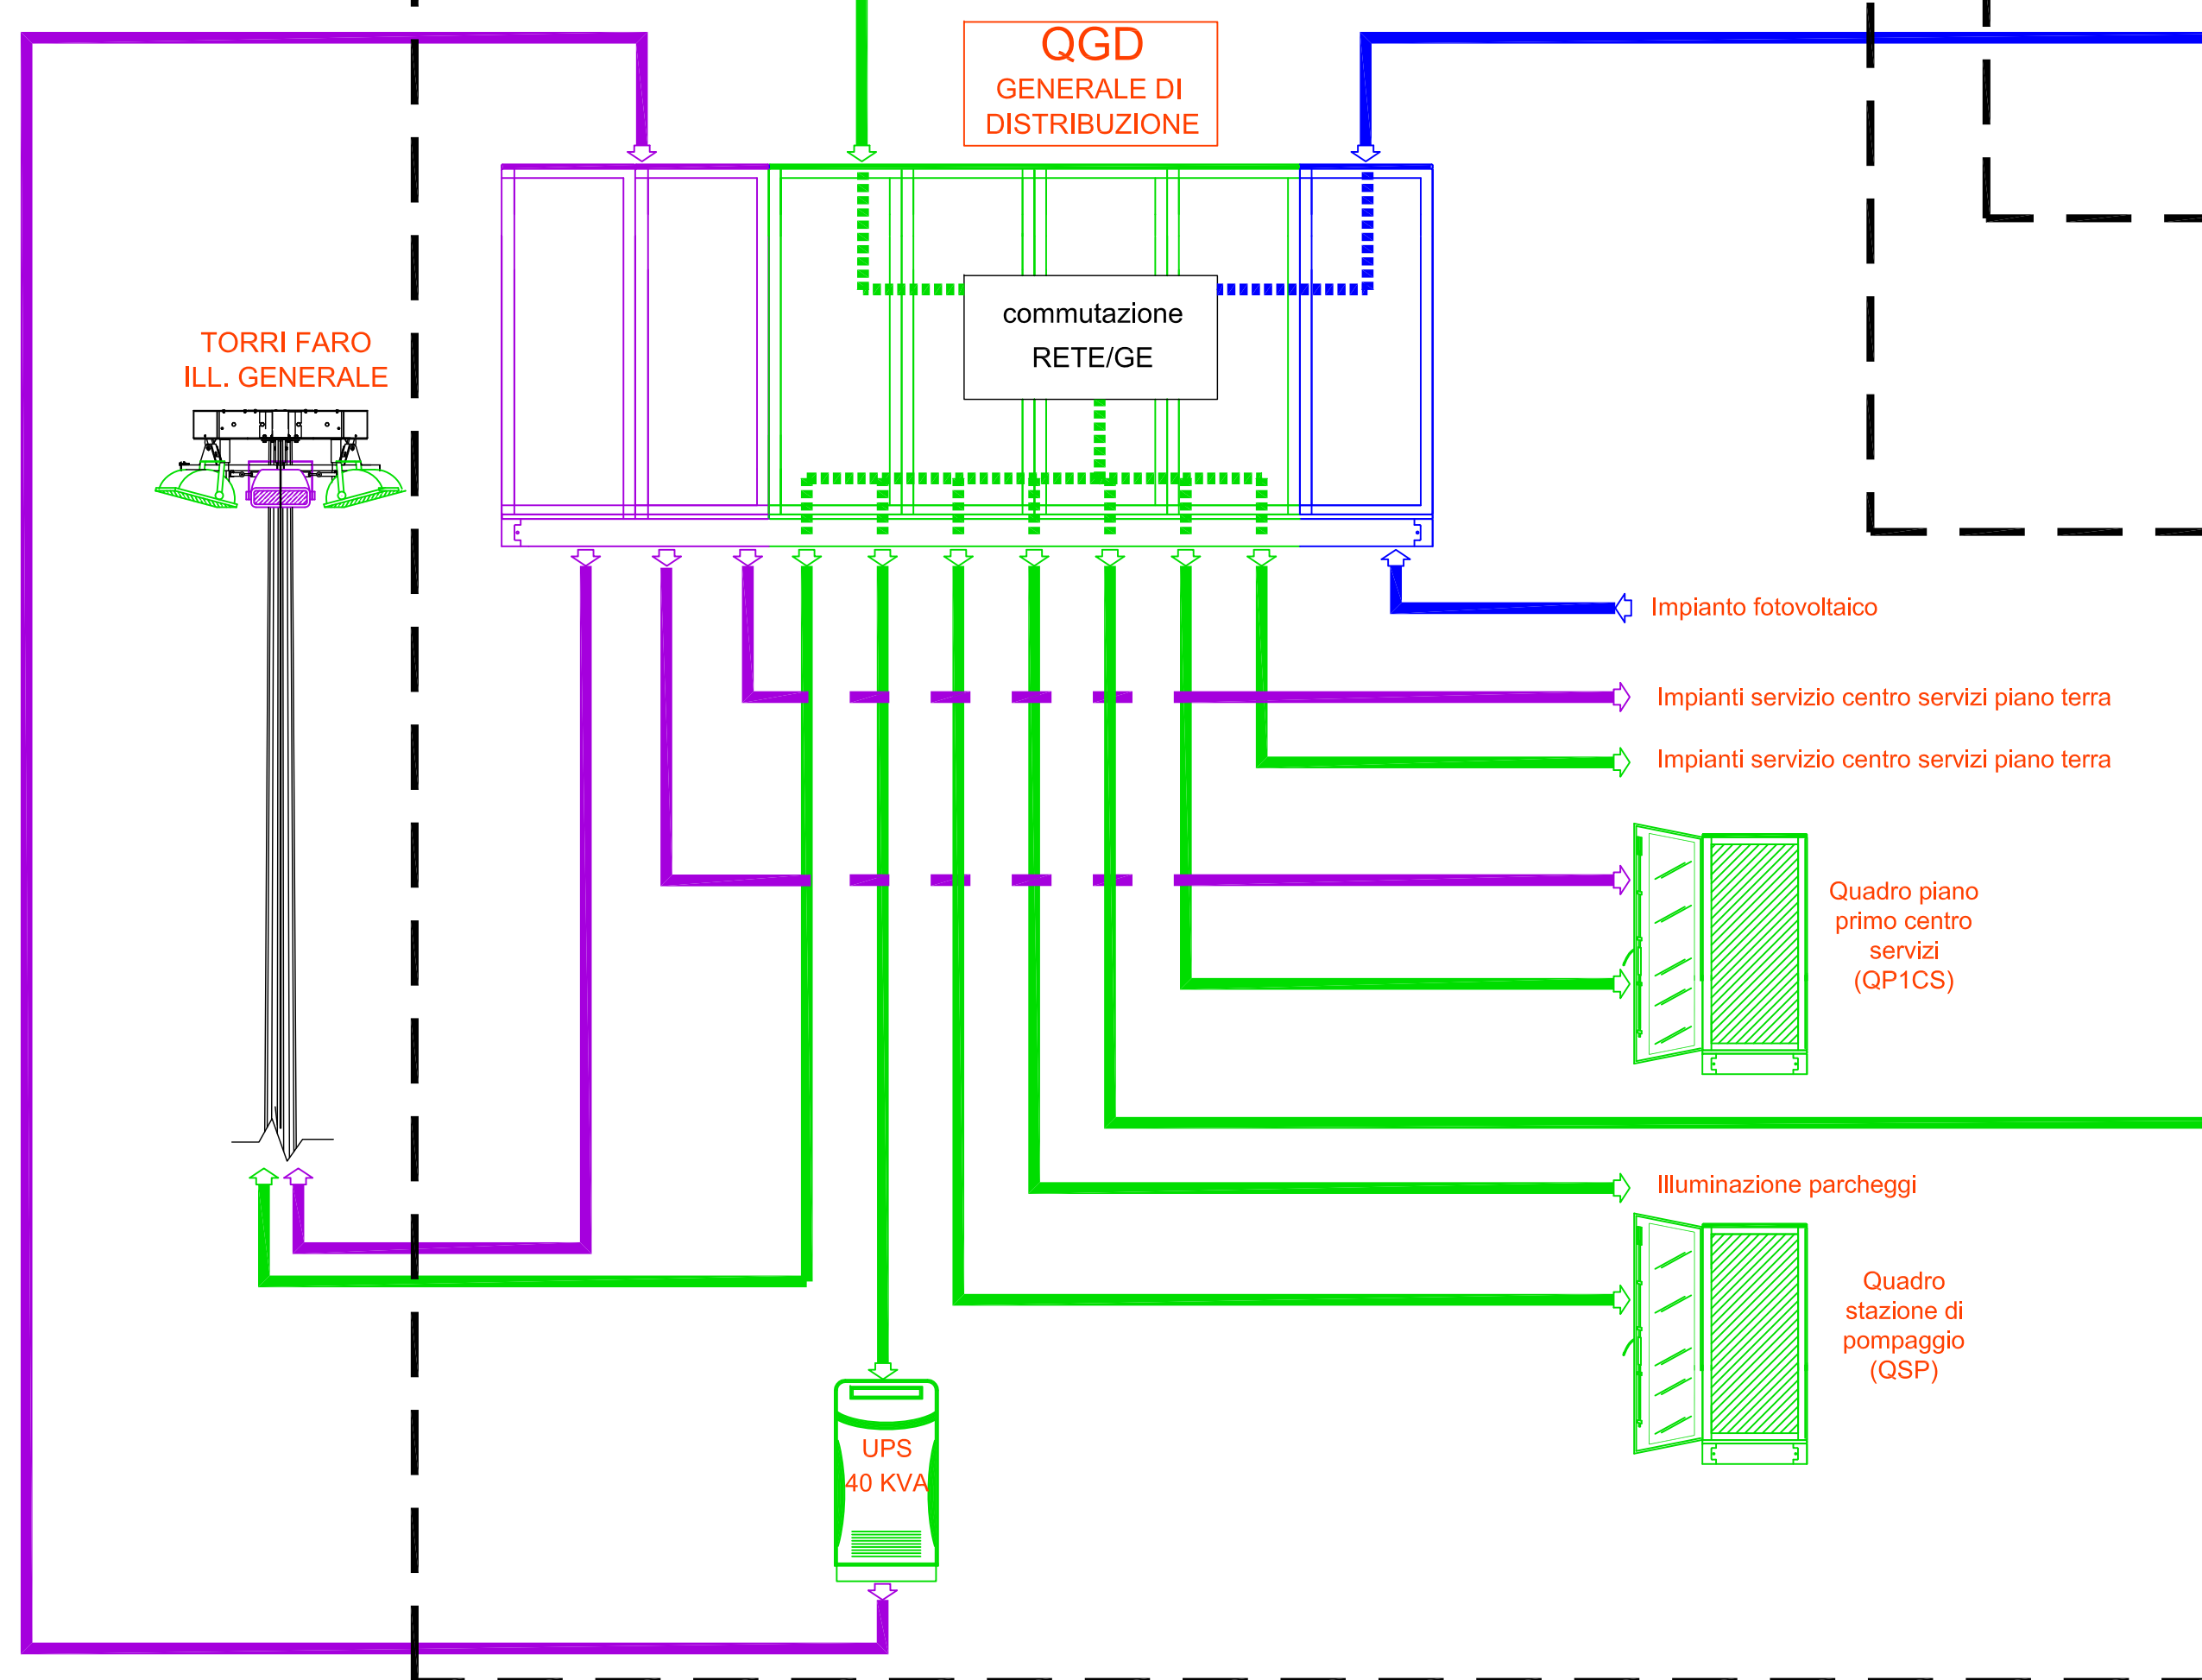 QGD
GENERALE DI
DISTRIBUZIONE
commutazione
RETE/GE
TORRI FARO
ILL. GENERALE
Impianto fotovoltaico
Impianti servizio centro servizi piano terra
Impianti servizio centro servizi piano terra
Quadro piano
primo centro
servizi
(QP1CS)
Illuminazione parcheggi
Quadro
stazione di
pompaggio
(QSP)
UPS
40 KVA